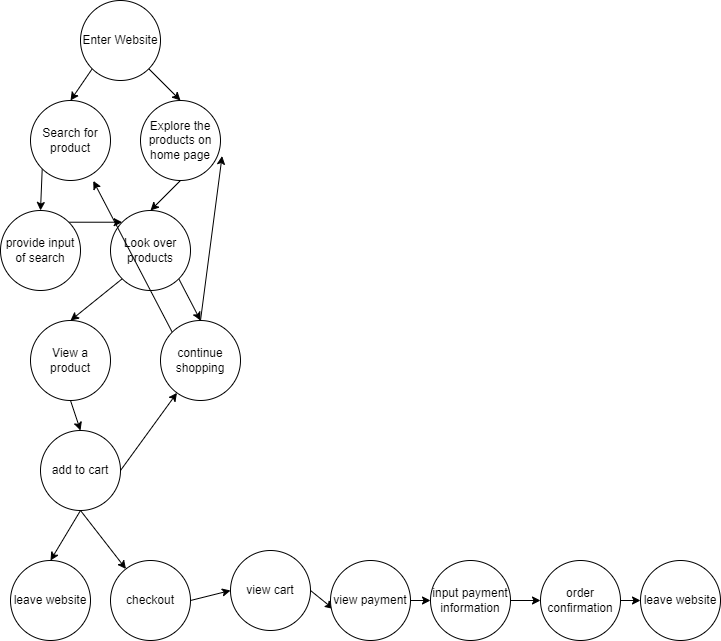 Enter Website
Search for
product
Explore the
products on
home page
provide input
of search
Look over
products
View a
product
continue
shopping
add to cart
leave website
checkout
view cart
view payment
input payment
information
order
confirmation
leave website